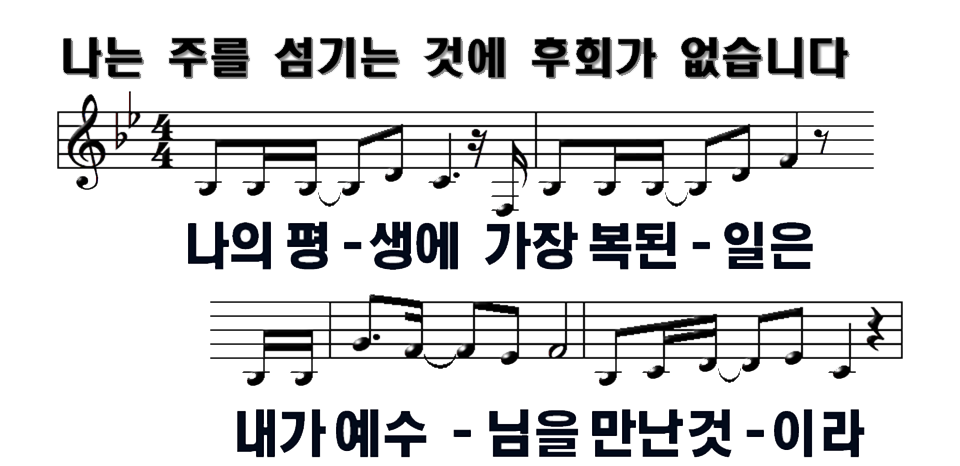 나는 주를 섬기는 것에 후회가 없습니다
4
4
나의 평 - 생에 가장 복된 - 일은
내가 예수 - 님을 만난것 - 이라